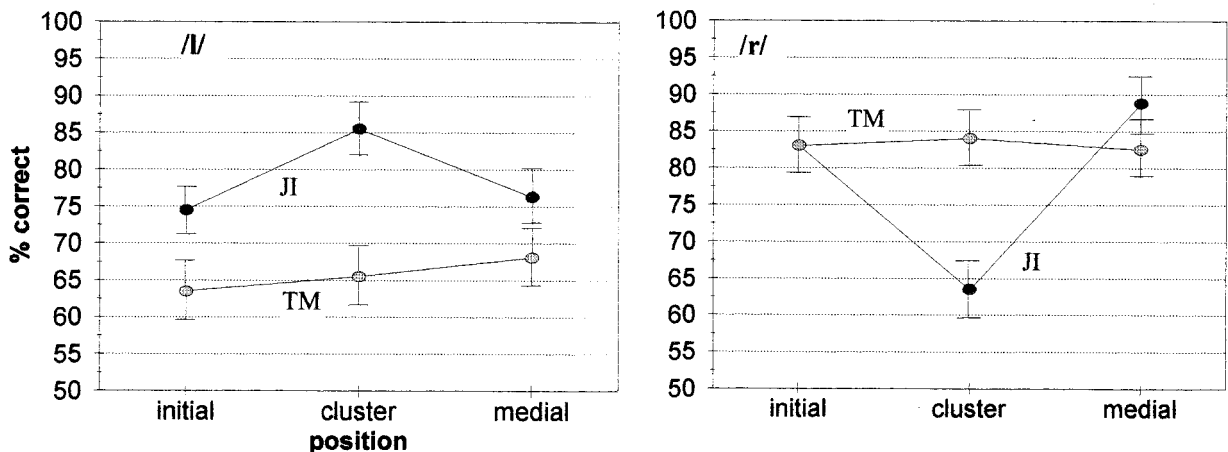 /l/
100
95
90
85
80
75
70
65
60
55
50
% correct
JI
TM
initial cluster medial
position
/r/
100
95
90
85
80
75
70
65
60
55
50
TM
JI
initial cluster medial